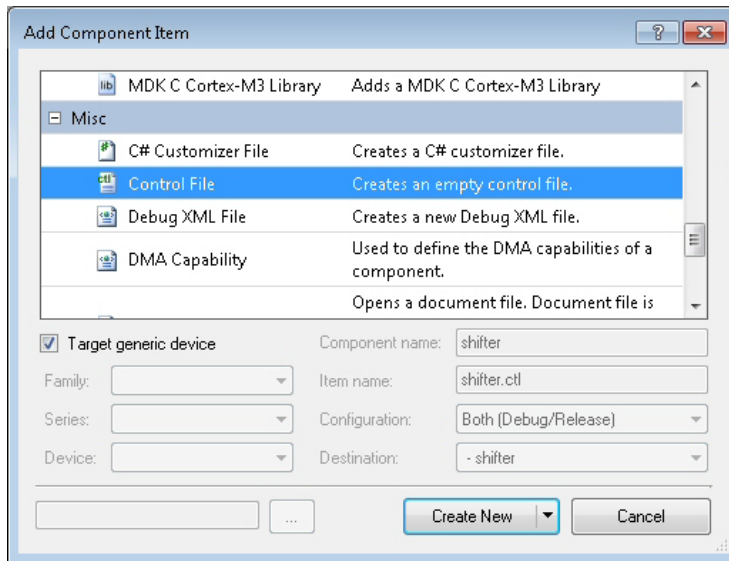 Add Component Item
lib MDK C Cortex-M3 Library Adds a MDK C Cortex-M3 Library
Misc
C# Customizer File Creates a C# customizer file.
ctl Control File Creates an empty control file.
Debug XML File Creates a new Debug XML file.
DMA Capability Used to define the DMA capabilities of a
component.
Opens a document file. Document file is
Target generic device Component name: shifter
Family: Item name: shifter.ctl
Series: Configuration: Both (Debug/Release)
Device: Destination: - shifter
... Create New Cancel